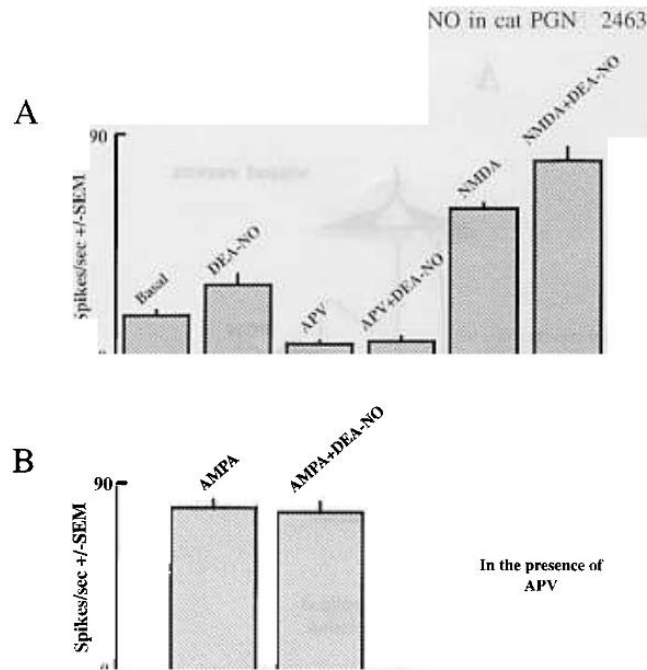 NO in cat PGN 2463
A
90
Spikes/sec +/-SEM
Basal
DEA-NO
APV
APV+DEA-NO
NMDA
NMDA+DEA-NO
B
90
Spikes/sec +/-SEM
0
AMPA
AMPA+DEA-NO
In the presence of
APV